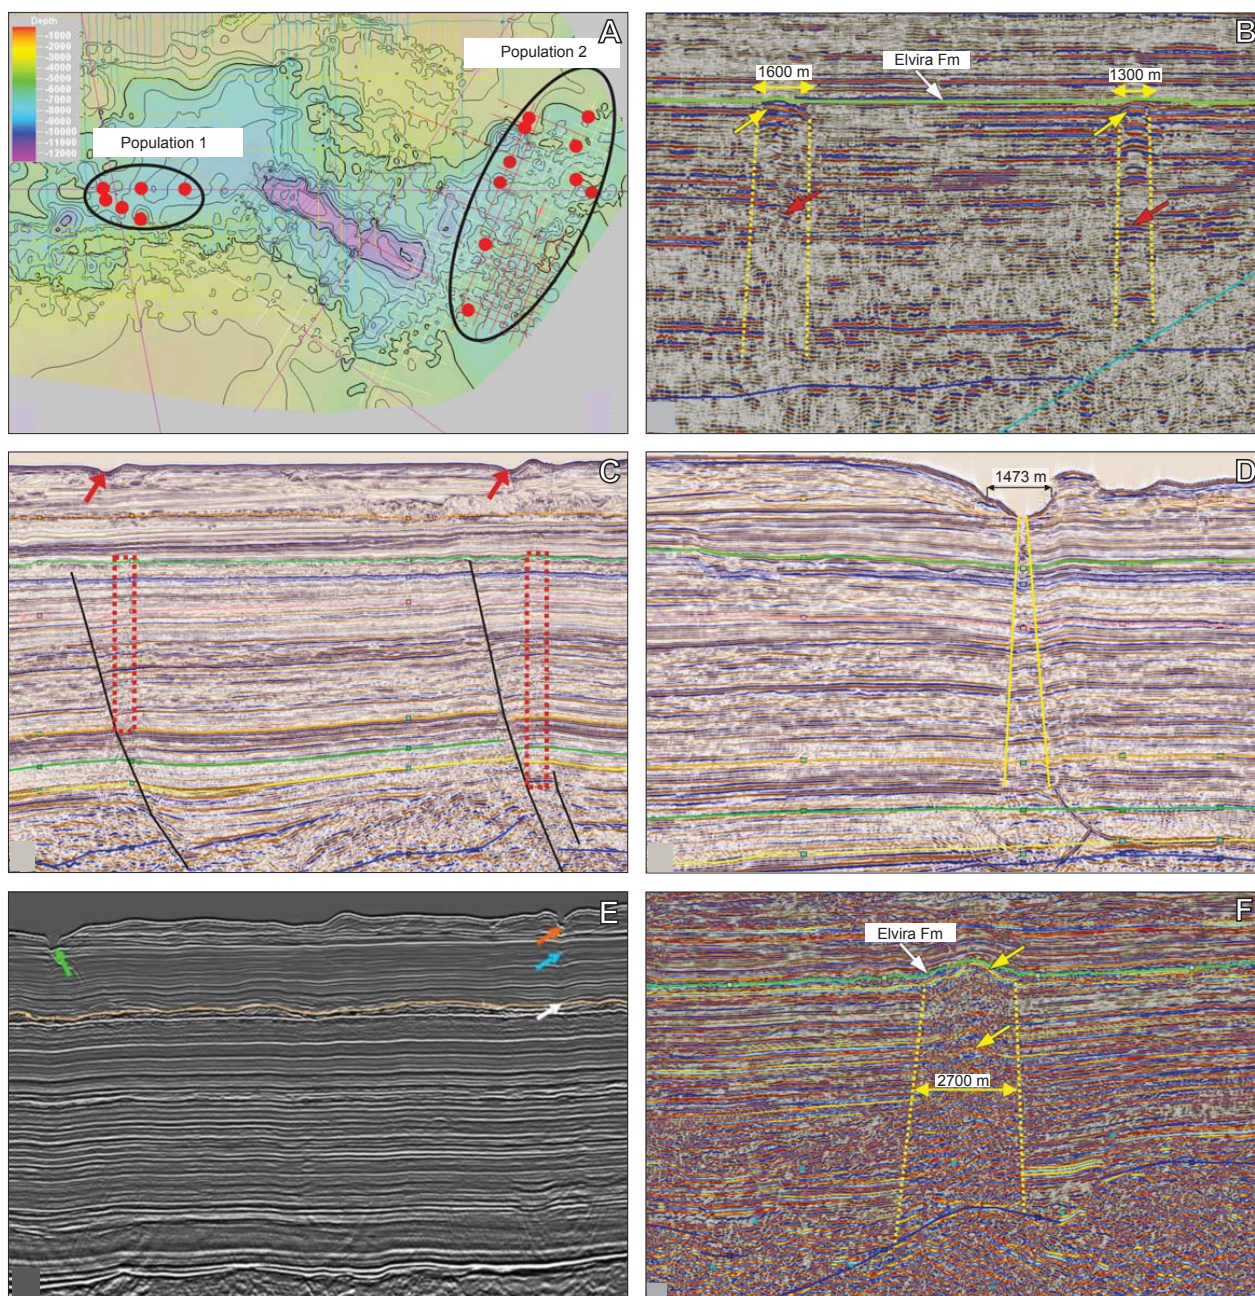 A
Depth
-1000
-2000
-3000
-4000
-5000
-6000
-7000
-8000
-9000
-10000
-11000
-12000
Population 1
Population 2
B
Elvira Fm
1600 m
1300 m
C
D
1473 m
E
F
Elvira Fm
2700 m